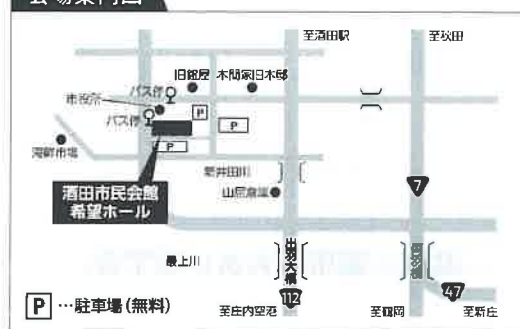 会場案内図
至酒田駅
至秋田
旧鐙屋
本間家旧本邸
バス停
市役所
P
バス停
P
P
海鮮市場
新井田川
酒田市民会館
希望ホール
山居倉庫
7
最上川
出羽大橋
P…駐車場(無料)
112
至庄内空港
至鶴岡
47
至新庄